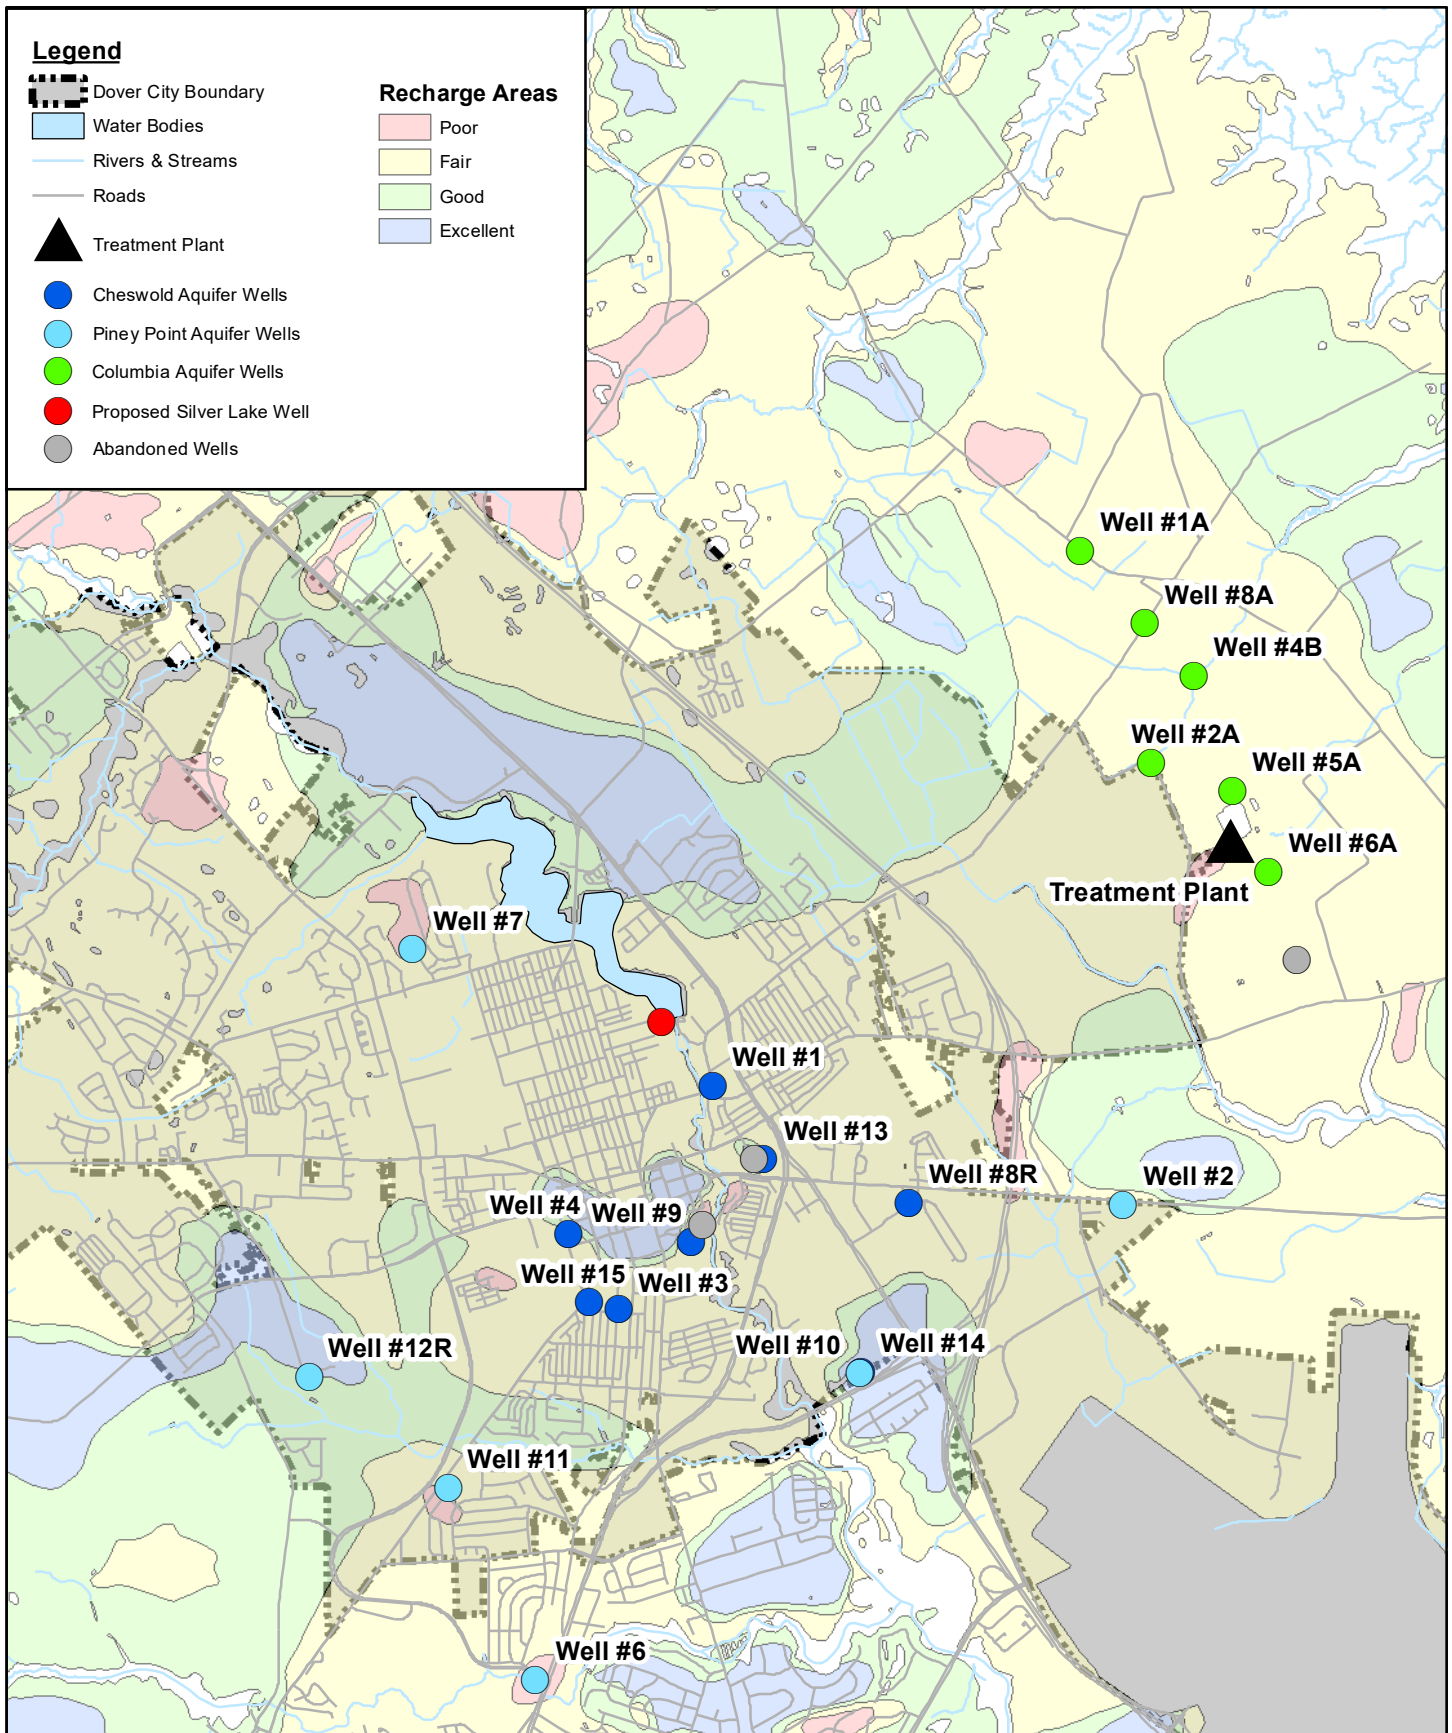 Legend
Dover City Boundary
Water Bodies
Rivers & Streams
Roads
Treatment Plant
Cheswold Aquifer Wells
Piney Point Aquifer Wells
Columbia Aquifer Wells
Proposed Silver Lake Well
Abandoned Wells
Recharge Areas
Poor
Fair
Good
Excellent
Well #1A
Well #8A
Well #4B
Well #2A
Well #5A
Well #6A
Treatment Plant
Well #7
Well #1
Well #13
Well #8R
Well #2
Well #4
Well #9
Well #15
Well #3
Well #12R
Well #10
Well #14
Well #11
Well #6